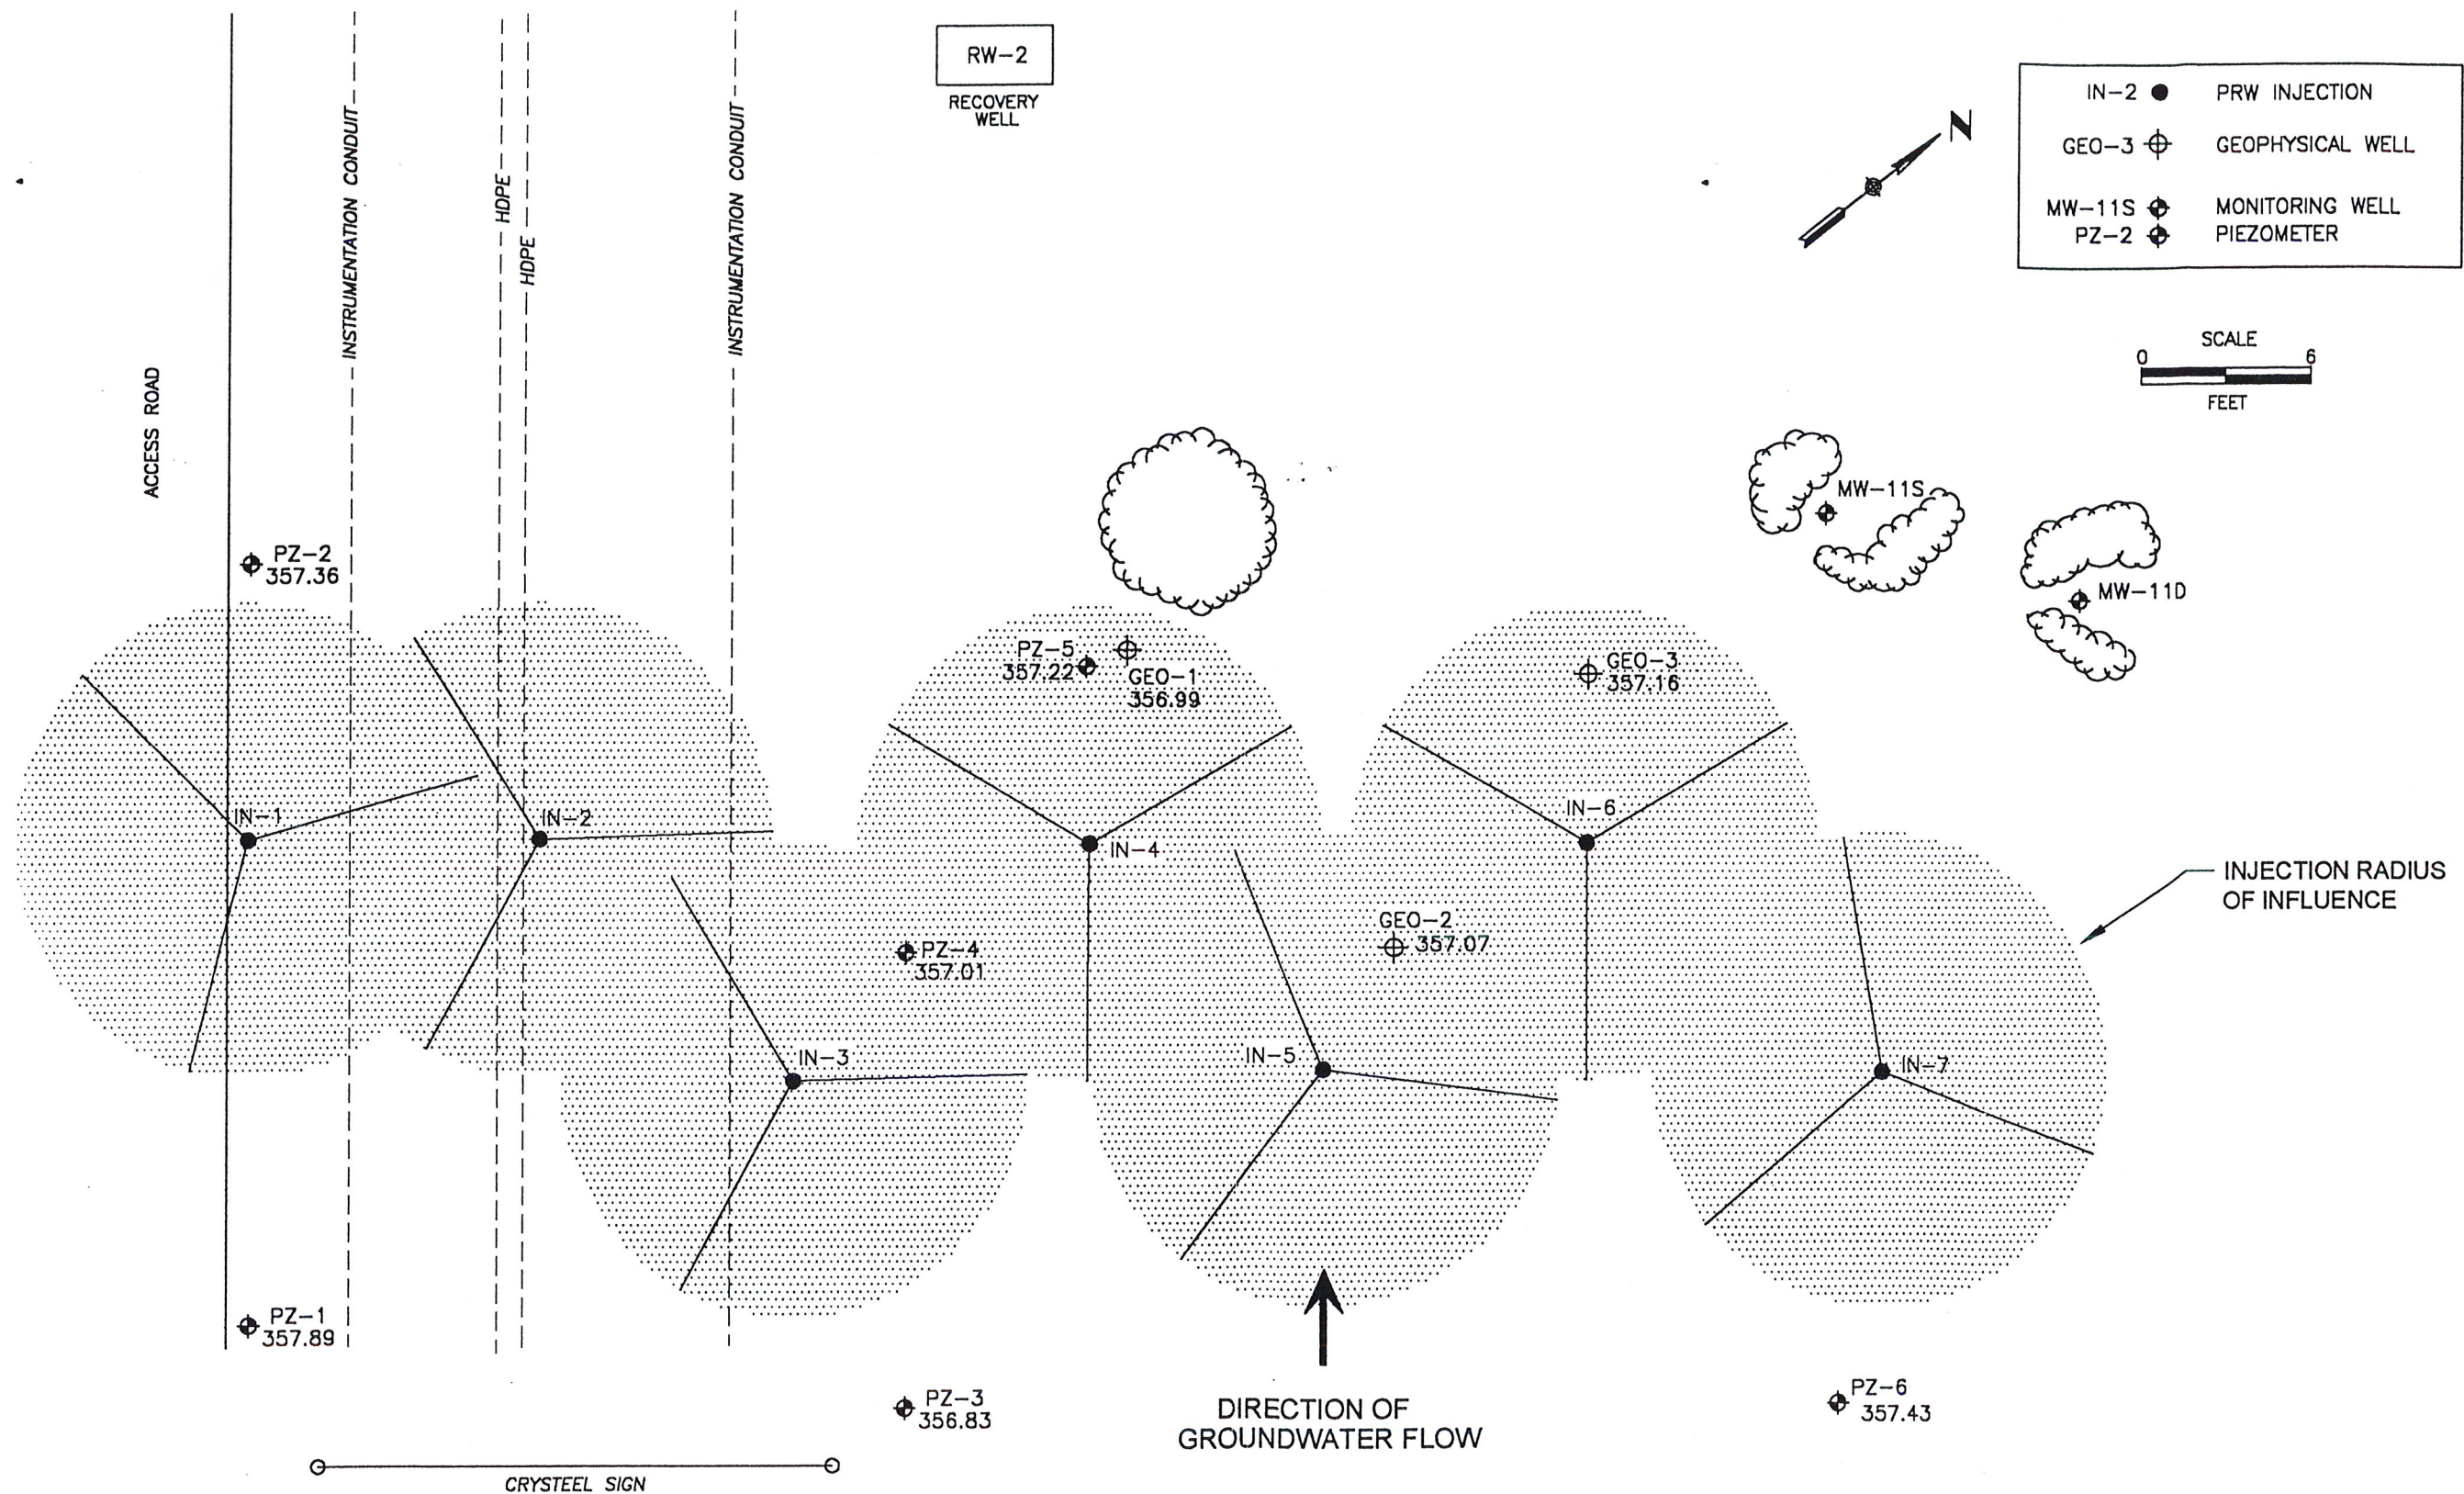 RW-2
RECOVERY
WELL
N
IN-2 PRW INJECTION
GEO-3 GEOPHYSICAL WELL
MW-11S MONITORING WELL
PZ-2 PIEZOMETER
SCALE
0 6
FEET
INSTRUMENTATION CONDUIT
HDPE
HDPE
INSTRUMENTATION CONDUIT
ACCESS ROAD
MW-11S
MW-11D
PZ-2
357.36
PZ-5
357.22
GEO-1
356.99
GEO-3
357.16
IN-1
IN-2
IN-4
IN-6
INJECTION RADIUS
OF INFLUENCE
PZ-4
357.01
GEO-2
357.07
IN-3
IN-5
IN-7
PZ-1
357.89
PZ-3
356.83
DIRECTION OF
GROUNDWATER FLOW
PZ-6
357.43
CRYSTEEL SIGN